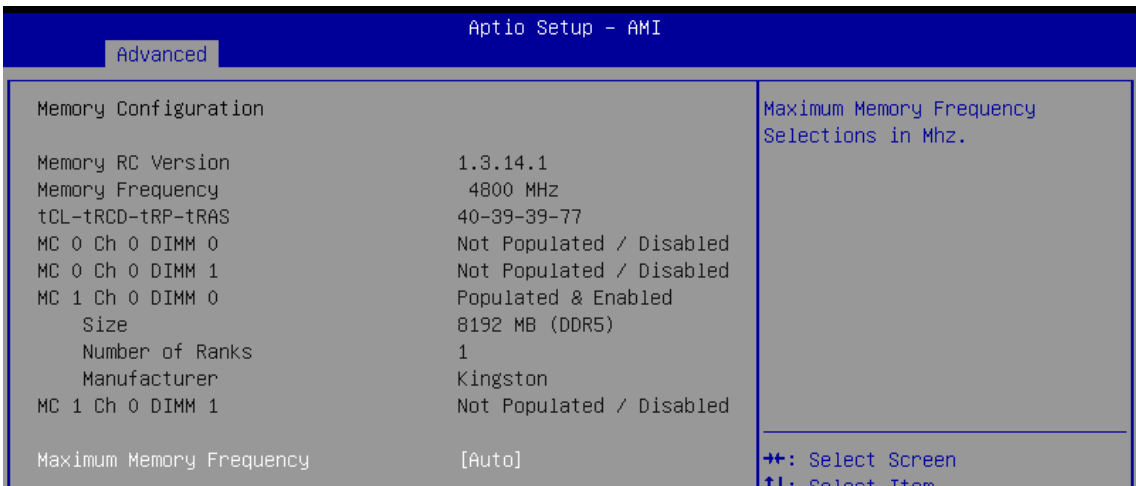 Aptio Setup – AMI
Advanced
Memory Configuration
Memory RC Version 1.3.14.1
Memory Frequency 4800 MHz
tCL-tRCD-tRP-tRAS 40-39-39-77
MC 0 Ch 0 DIMM 0 Not Populated / Disabled
MC 0 Ch 0 DIMM 1 Not Populated / Disabled
MC 1 Ch 0 DIMM 0 Populated & Enabled
Size 8192 MB (DDR5)
Number of Ranks 1
Manufacturer Kingston
MC 1 Ch 0 DIMM 1 Not Populated / Disabled
Maximum Memory Frequency [Auto]
Maximum Memory Frequency
Selections in Mhz.
→←: Select Screen
↑↓: Select Item